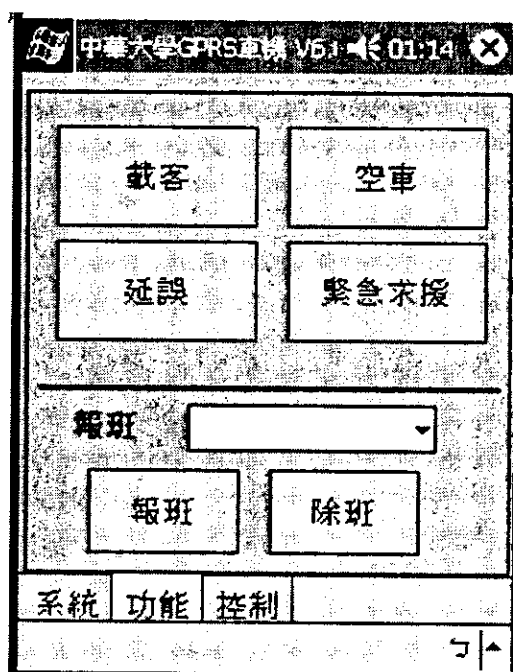 中華大學GPRS車機 V6 01:14
載客 空車
延誤 緊急求援
報班
報班 除班
系統 功能 控制
ㄅ